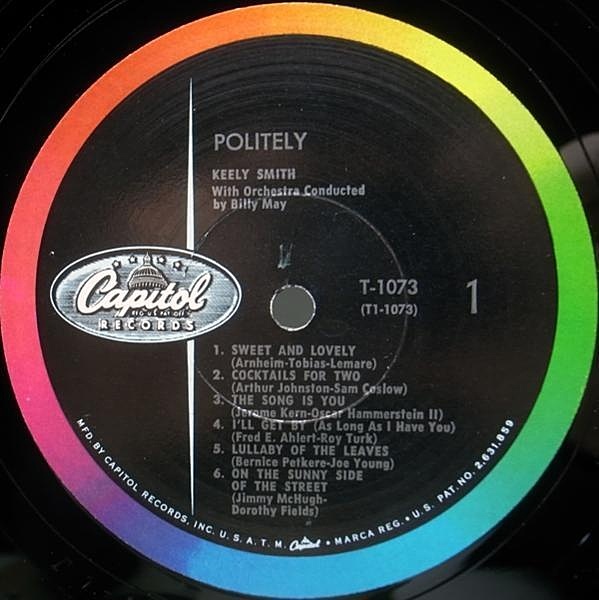 POLITELY
KEELY SMITH
With Orchestra Conducted
by Billy May
Capitol
REG. U.S. PAT. OFF.
RECORDS
T-1073
(T1-1073)
1
1. SWEET AND LOVELY
(Arnheim-Tobias-Lemare)
2. COCKTAILS FOR TWO
(Arthur Johnston-Sam Coslow)
3. THE SONG IS YOU
(Jerome Kern-Oscar Hammerstein II)
4. I'LL GET BY (As Long As I Have You)
(Fred E. Ahlert-Roy Turk)
5. LULLABY OF THE LEAVES
(Bernice Petkere-Joe Young)
6. ON THE SUNNY SIDE
OF THE STREET
(Jimmy McHugh-
Dorothy Fields)
MFD. BY CAPITOL RECORDS, INC. U. S. A. T. M. Capitol • MARCA REG. • U. S. PAT. NO. 2,631,859